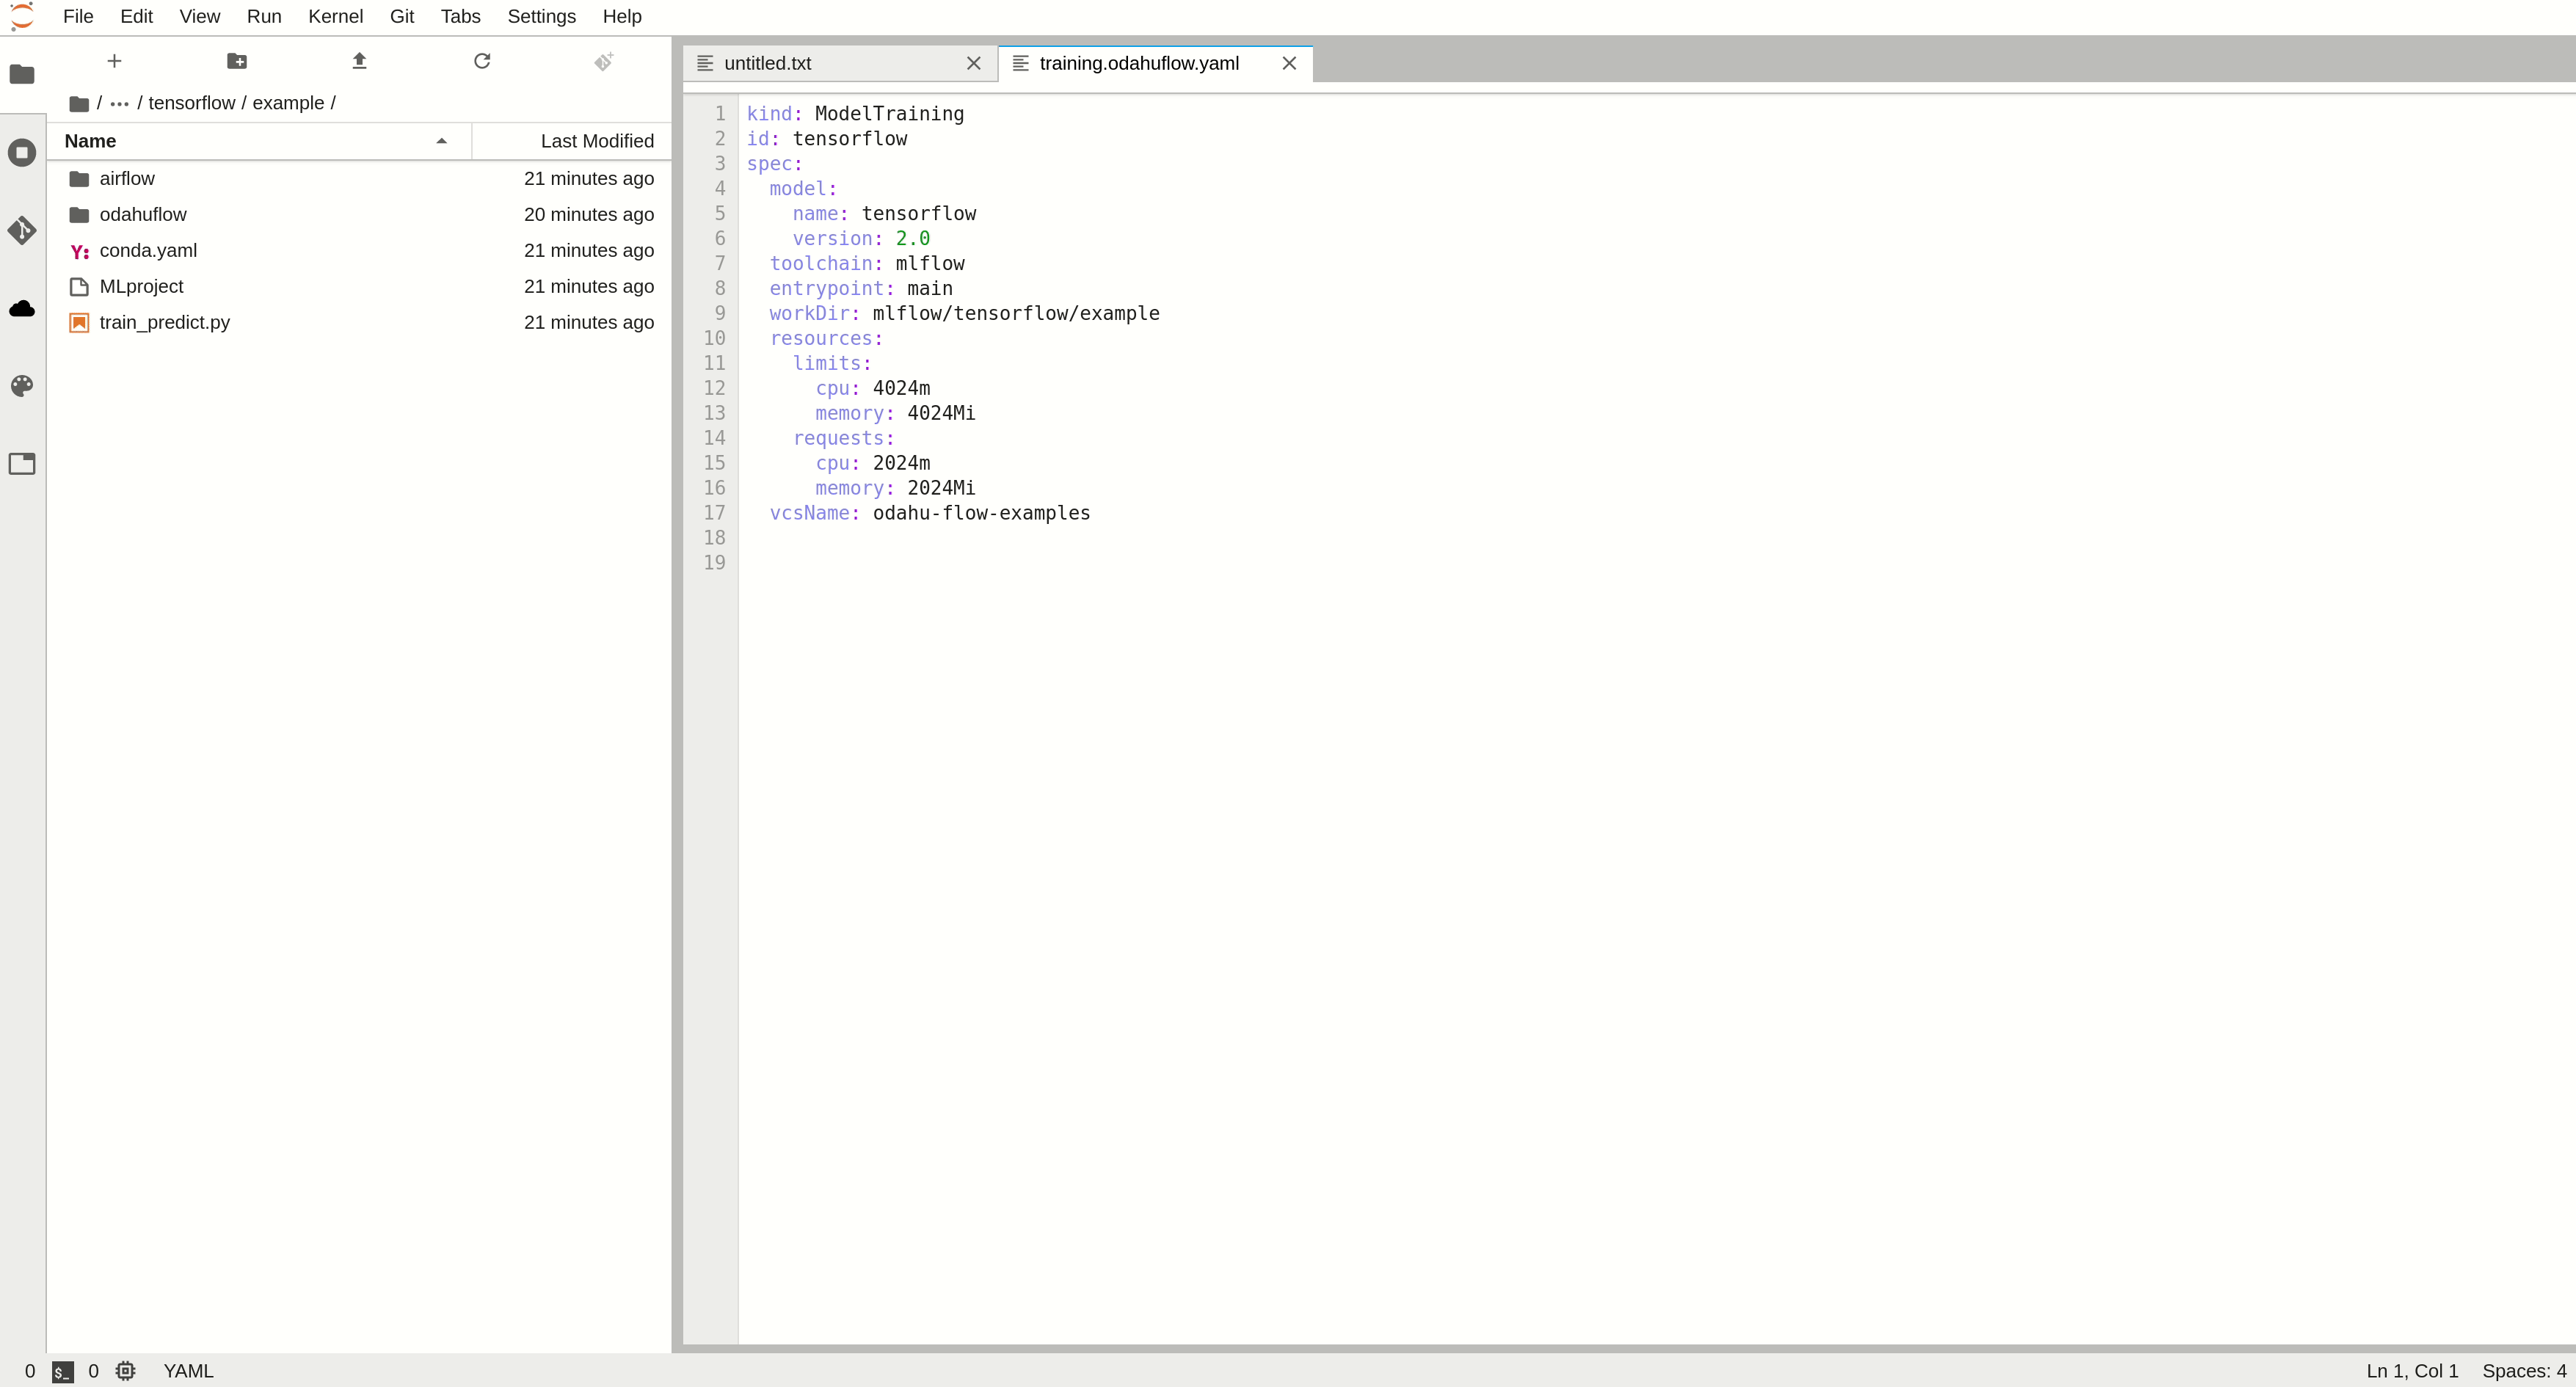 File Edit View Run Kernel Git Tabs Settings Help
/ ··· / tensorflow / example /
Name Last Modified
airflow 21 minutes ago
odahuflow 20 minutes ago
Y: conda.yaml 21 minutes ago
MLproject 21 minutes ago
train_predict.py 21 minutes ago
untitled.txt training.odahuflow.yaml
1 kind: ModelTraining
2 id: tensorflow
3 spec:
4   model:
5     name: tensorflow
6     version: 2.0
7   toolchain: mlflow
8   entrypoint: main
9   workDir: mlflow/tensorflow/example
10   resources:
11     limits:
12       cpu: 4024m
13       memory: 4024Mi
14     requests:
15       cpu: 2024m
16       memory: 2024Mi
17   vcsName: odahu-flow-examples
18
19
0 $_ 0 YAML Ln 1, Col 1 Spaces: 4